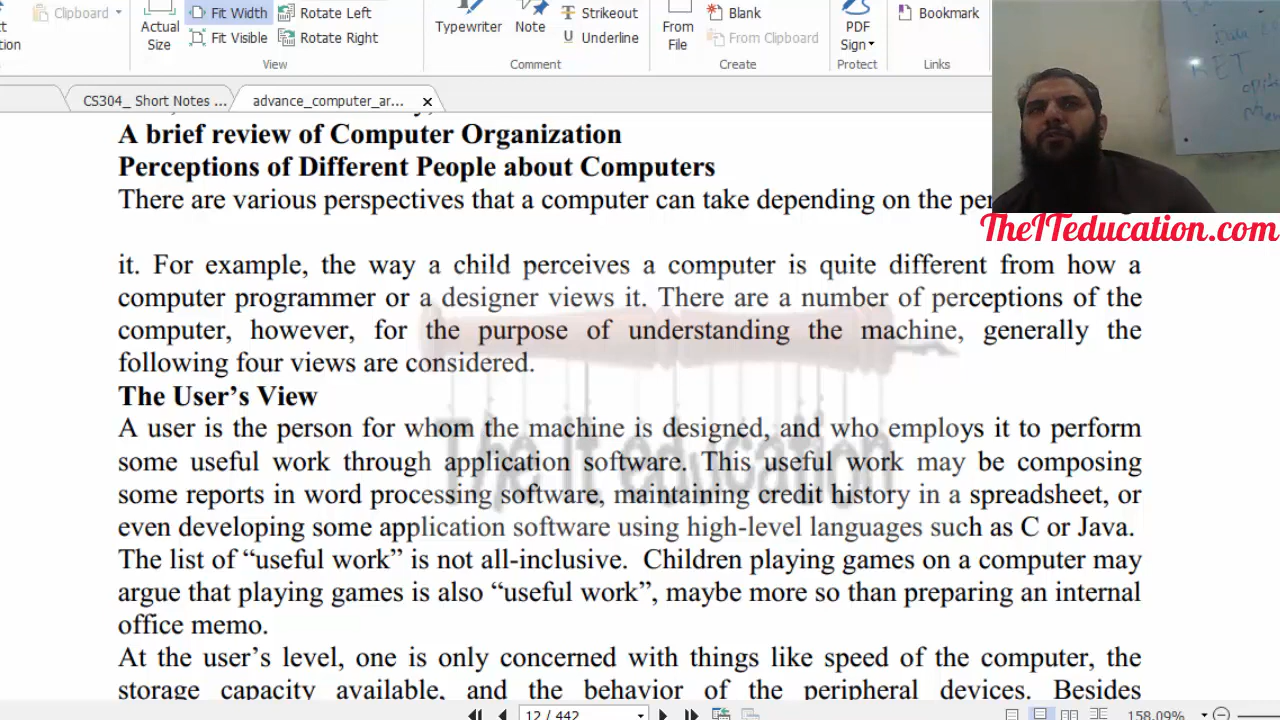 Clipboard
Fit Width
Rotate Left
Strikeout
Blank
Bookmark
Actual
Size
Fit Visible
Rotate Right
Typewriter
Note
Underline
From
File
From Clipboard
PDF
Sign
View
Comment
Create
Protect
Links
CS304_ Short Notes ...
advance_computer_ar...
A brief review of Computer Organization
Perceptions of Different People about Computers
There are various perspectives that a computer can take depending on the
TheITeducation.com
it. For example, the way a child perceives a computer is quite different from how a
computer programmer or a designer views it. There are a number of perceptions of the
computer, however, for the purpose of understanding the machine, generally the
following four views are considered.
The User's View
A user is the person for whom the machine is designed, and who employs it to perform
The IT education
some useful work through application software. This useful work may be composing
some reports in word processing software, maintaining credit history in a spreadsheet, or
even developing some application software using high-level languages such as C or Java.
The list of “useful work” is not all-inclusive. Children playing games on a computer may
argue that playing games is also “useful work”, maybe more so than preparing an internal
office memo.
At the user's level, one is only concerned with things like speed of the computer, the
storage capacity available, and the behavior of the peripheral devices. Besides
12 / 442
158.09%